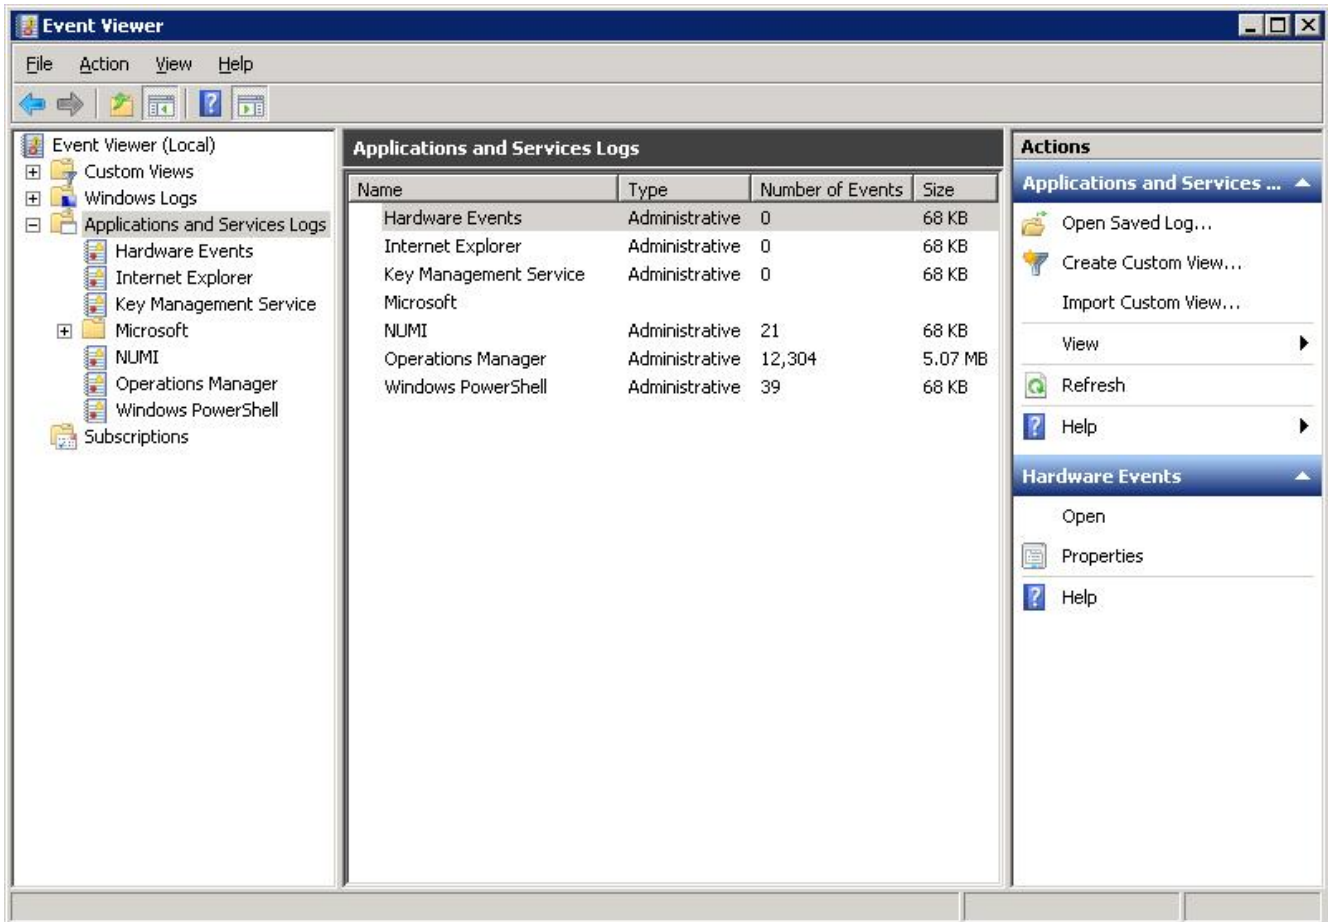 Event Viewer
File Action View Help
Event Viewer (Local)
Custom Views
Windows Logs
Applications and Services Logs
Hardware Events
Internet Explorer
Key Management Service
Microsoft
NUMI
Operations Manager
Windows PowerShell
Subscriptions
Applications and Services Logs
Name Type Number of Events Size
Hardware Events Administrative 0 68 KB
Internet Explorer Administrative 0 68 KB
Key Management Service Administrative 0 68 KB
Microsoft
NUMI Administrative 21 68 KB
Operations Manager Administrative 12,304 5.07 MB
Windows PowerShell Administrative 39 68 KB
Actions
Applications and Services ...
Open Saved Log...
Create Custom View...
Import Custom View...
View
Refresh
Help
Hardware Events
Open
Properties
Help